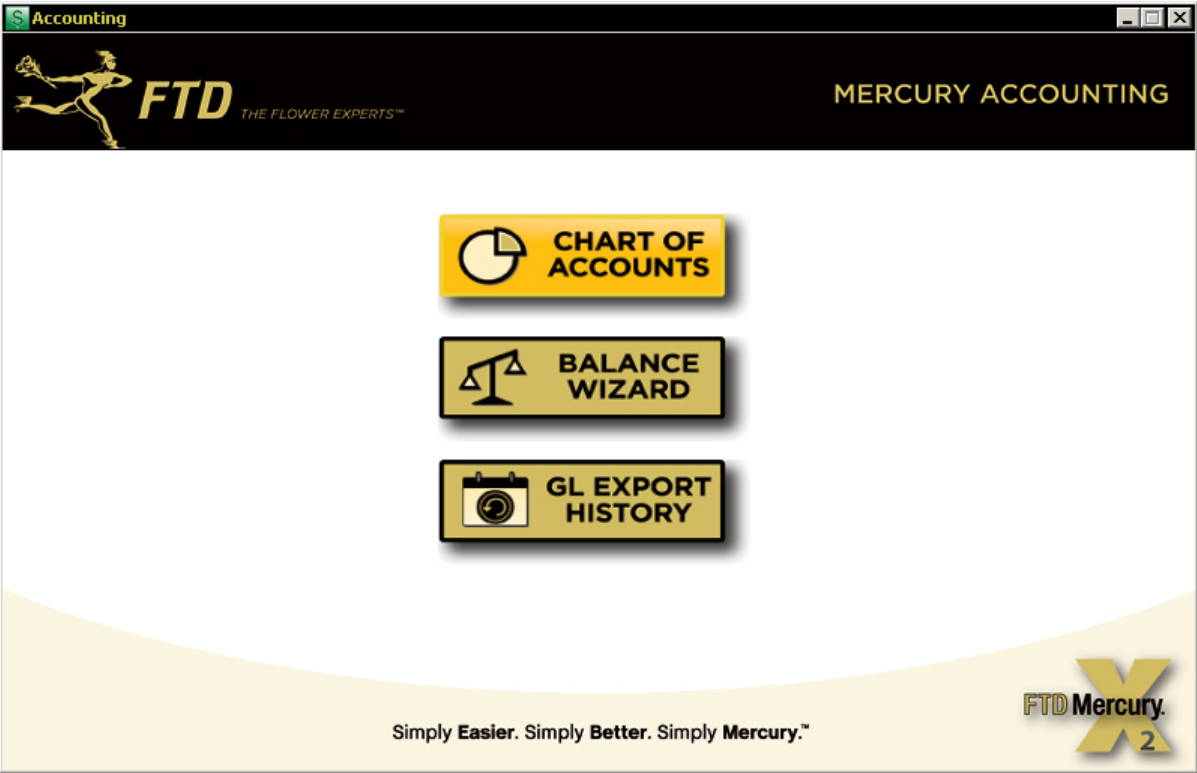 Accounting
FTD THE FLOWER EXPERTS™
MERCURY ACCOUNTING
CHART OF
ACCOUNTS
BALANCE
WIZARD
GL EXPORT
HISTORY
FTD Mercury.
X
2
Simply Easier. Simply Better. Simply Mercury.™